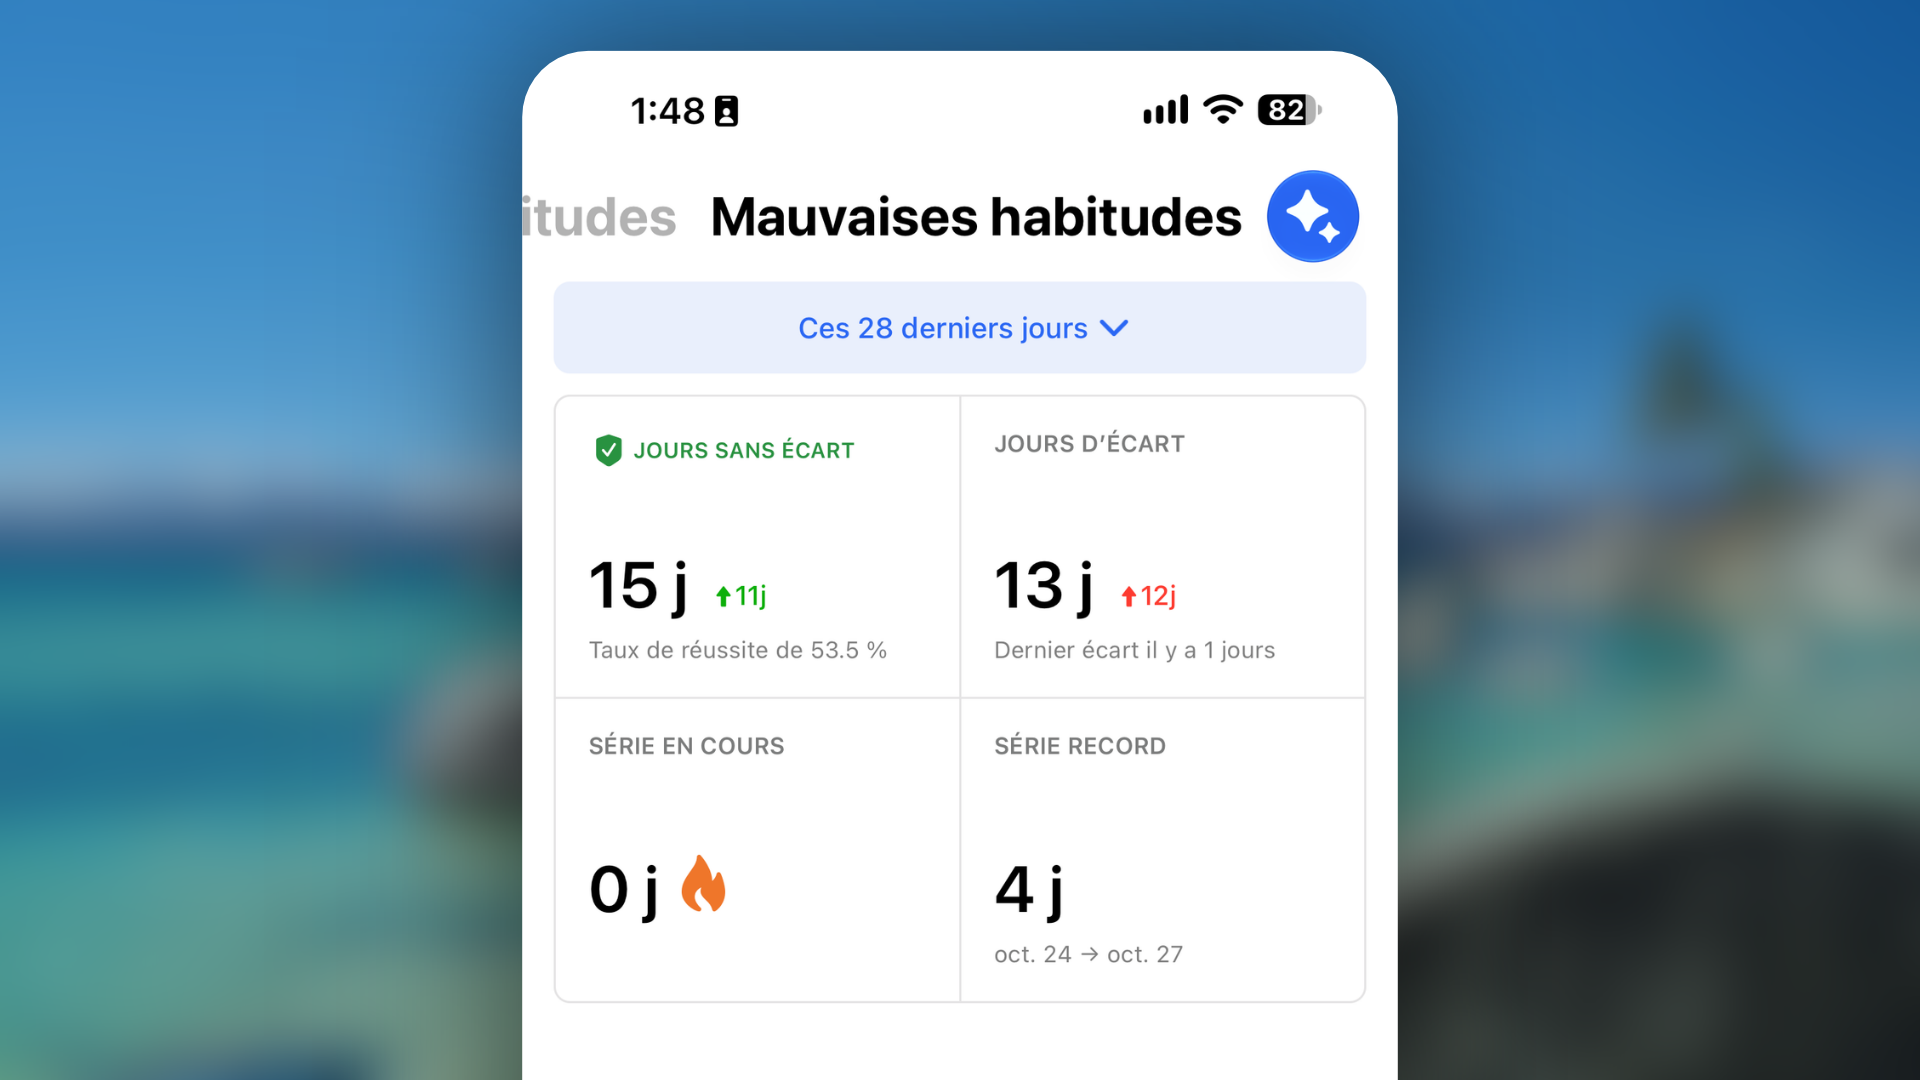 1:48
82
itudes Mauvaises habitudes
Ces 28 derniers jours
JOURS SANS ÉCART
15 j 11j
Taux de réussite de 53.5 %
JOURS D’ÉCART
13 j 12j
Dernier écart il y a 1 jours
SÉRIE EN COURS
0 j
SÉRIE RECORD
4 j
oct. 24 → oct. 27